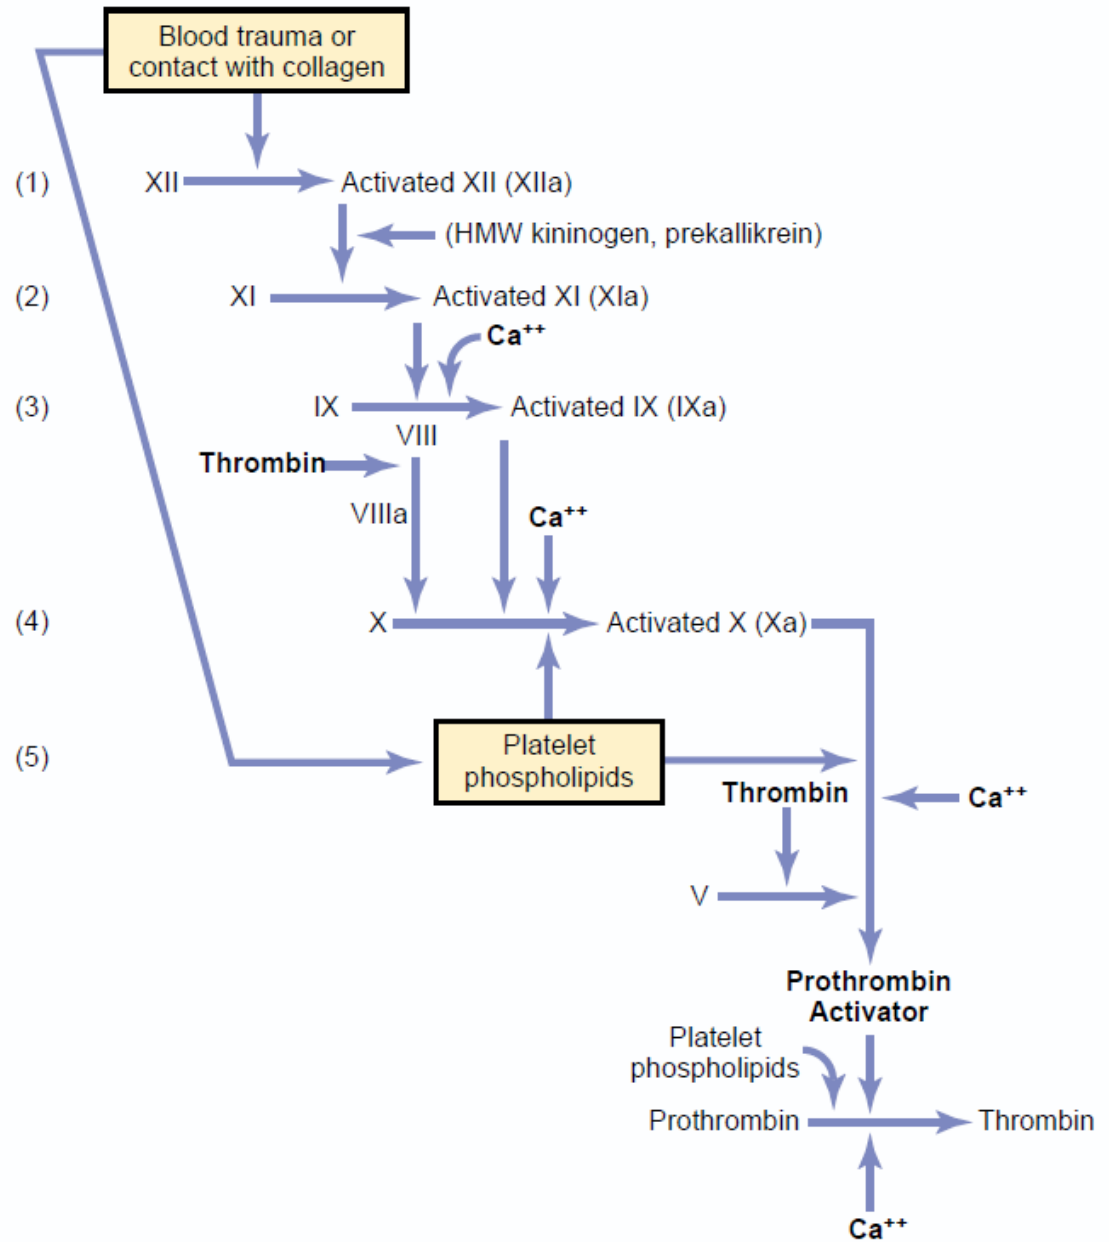 Blood trauma or
contact with collagen
(1) XII Activated XII (XIIa)
(HMW kininogen, prekallikrein)
(2) XI Activated XI (XIa)
Ca⁺⁺
(3) IX Activated IX (IXa)
VIII
Thrombin
VIIIa Ca⁺⁺
(4) X Activated X (Xa)
(5) Platelet
phospholipids
Thrombin Ca⁺⁺
V
Prothrombin
Activator
Platelet
phospholipids
Prothrombin Thrombin
Ca⁺⁺